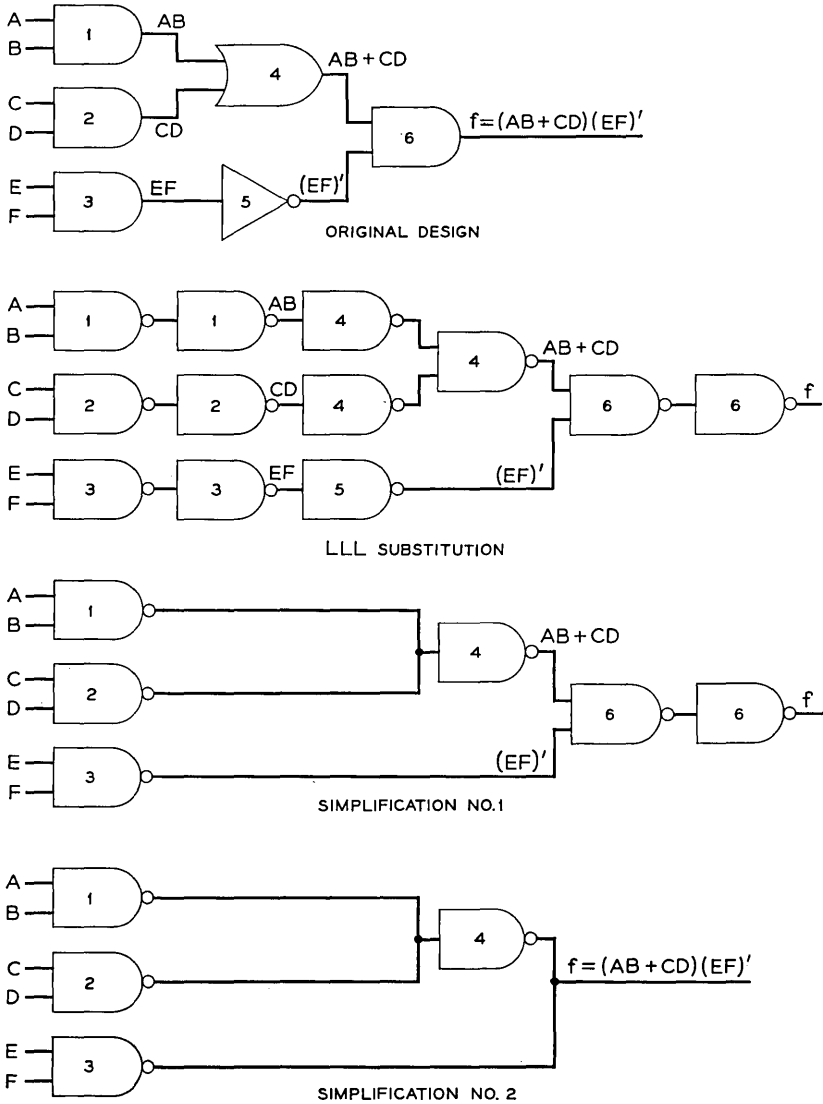 A
B
1
AB
C
D
2
CD
4
AB+CD
E
F
3
EF
5
(EF)′
6
f=(AB+CD)(EF)′
ORIGINAL DESIGN
A
B
1
1
AB
4
C
D
2
2
CD
4
4
AB+CD
E
F
3
3
EF
5
(EF)′
6
6
f
LLL SUBSTITUTION
A
B
1
C
D
2
4
AB+CD
E
F
3
(EF)′
6
6
f
SIMPLIFICATION NO.1
A
B
1
C
D
2
4
E
F
3
f=(AB+CD)(EF)′
SIMPLIFICATION NO. 2